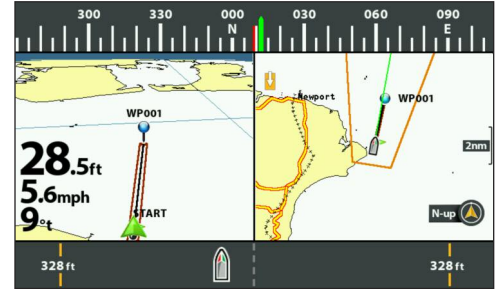 300 330 000 030 060 090
N E
WP001
28.5ft
5.6mph
9°t
START
Newport
WP001
2nm
N-up
328 ft 328 ft